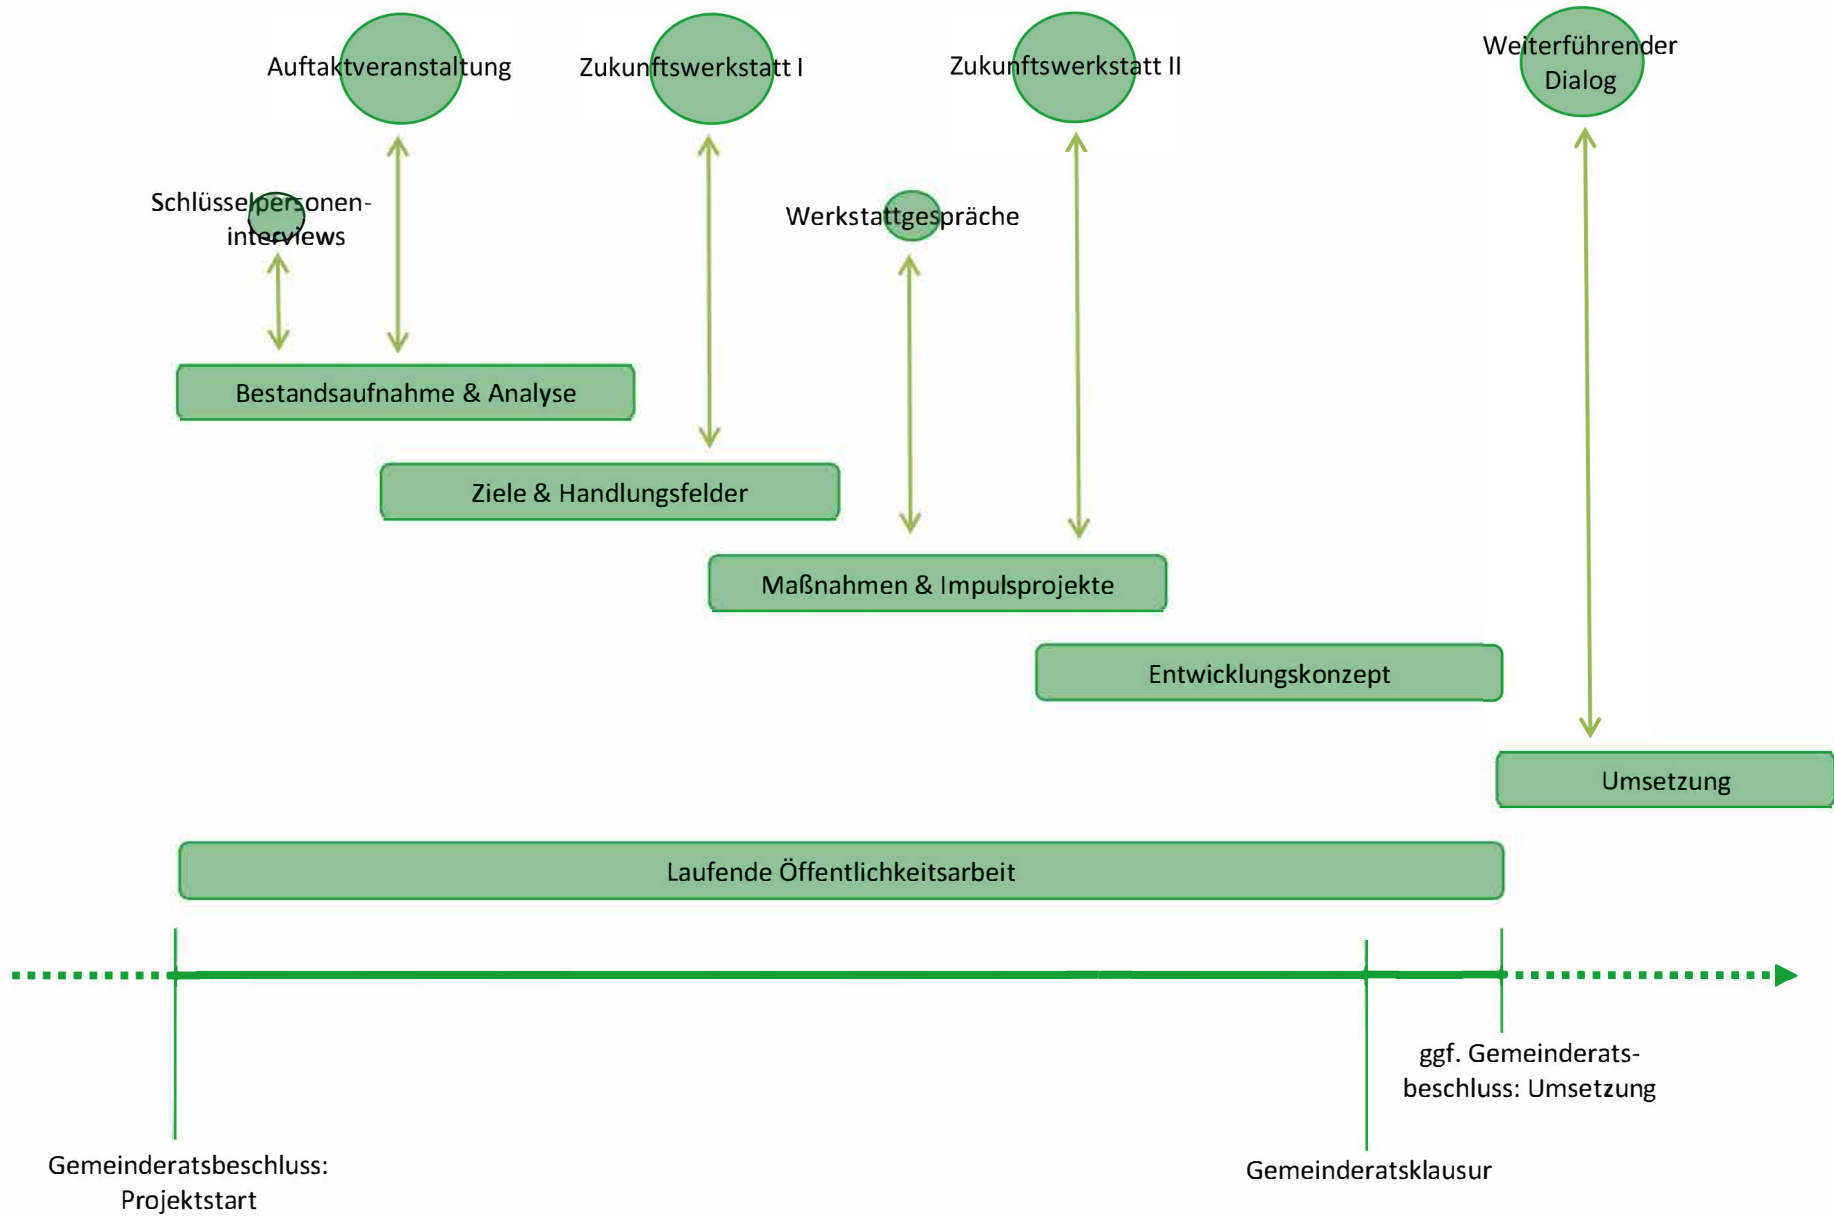 Auftaktveranstaltung
Zukunftswerkstatt I
Zukunftswerkstatt II
Weiterführender
Dialog
Schlüsselpersonen-
interviews
Werkstattgespräche
Bestandsaufnahme & Analyse
Ziele & Handlungsfelder
Maßnahmen & Impulsprojekte
Entwicklungskonzept
Umsetzung
Laufende Öffentlichkeitsarbeit
ggf. Gemeinderats-
beschluss: Umsetzung
Gemeinderatsbeschluss:
Projektstart
Gemeinderatsklausur